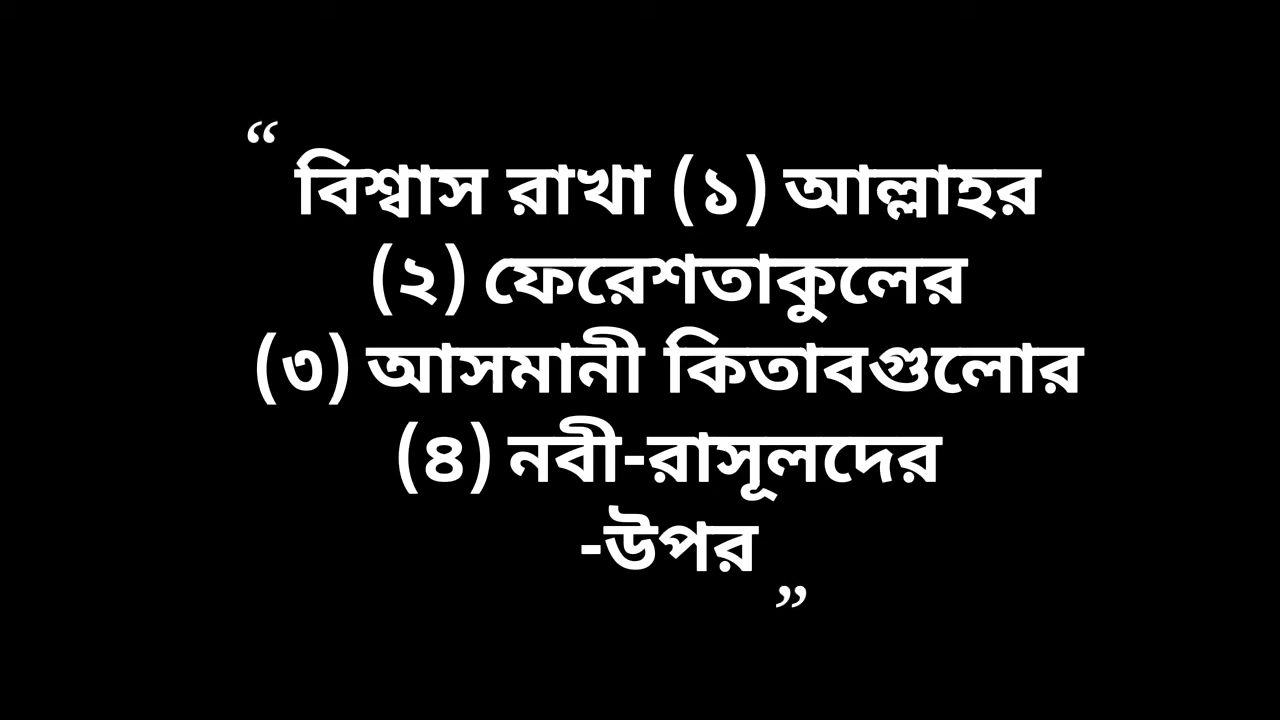 “
বিশ্বাস রাখা (১) আল্লাহর
(২) ফেরেশতাকুলের
(৩) আসমানী কিতাবগুলোর
(৪) নবী-রাসূলদের
-উপর
”